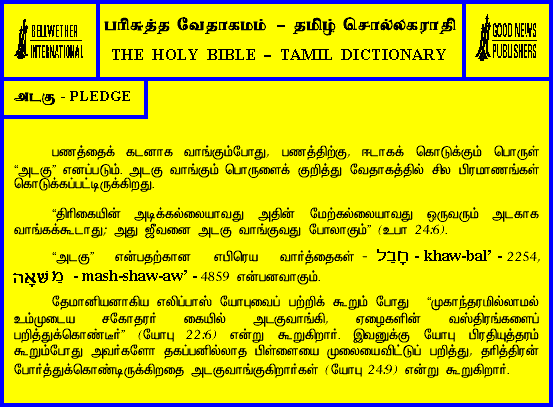 BELLWETHER
INTERNATIONAL
பரிசுத்த வேதாகமம் – தமிழ் சொல்லகராதி
THE HOLY BIBLE – TAMIL DICTIONARY
GOOD NEWS
PUBLISHERS
அடகு - PLEDGE
பணத்தைக் கடனாக வாங்கும்போது, பணத்திற்கு, ஈடாகக் கொடுக்கும் பொருள்
“அடகு” எனப்படும். அடகு வாங்கும் பொருளைக் குறித்து வேதாகத்தில் சில பிரமாணங்கள்
கொடுக்கப்பட்டிருக்கிறது.
“திரிகையின் அடிக்கல்லையாவது அதின் மேற்கல்லையாவது ஒருவரும் அடகாக
வாங்கக்கூடாது; அது ஜீவனை அடகு வாங்குவது போலாகும்” (உபா 24:6).
“அடகு” என்பதற்கான எபிரெய வார்த்தைகள் - חָבַל - khaw-bal’ - 2254,
מַשָּׁאָה - mash-shaw-aw’ - 4859 என்பனவாகும்.
தேமானியனாகிய எலிப்பாஸ் யோபுவைப் பற்றிக் கூறும் போது “முகாந்தரமில்லாமல்
உம்முடைய சகோதரர் கையில் அடகுவாங்கி, ஏழைகளின் வஸ்திரங்களைப்
பறித்துக்கொண்டீர்” (யோபு 22:6) என்று கூறுகிறார். இவனுக்கு யோபு பிரதியுத்தரம்
கூறும்போது அவர்களோ தகப்பனில்லாத பிள்ளையை முலையைவிட்டுப் பறித்து, தரித்திரன்
போர்த்துக்கொண்டிருக்கிறதை அடகுவாங்குகிறார்கள் (யோபு 24:9) என்று கூறுகிறார்.